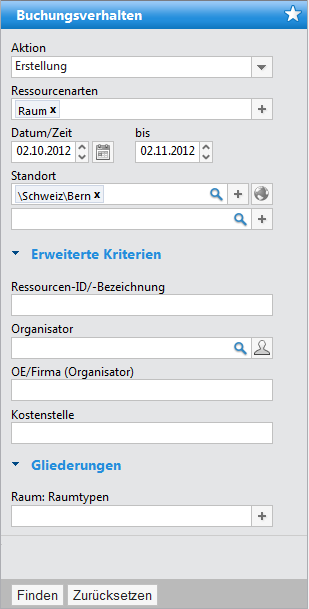 Buchungsverhalten
Aktion
Erstellung
Ressourcenarten
Raum x
Datum/Zeit bis
02.10.2012 02.11.2012
Standort
\Schweiz\Bern x
Erweiterte Kriterien
Ressourcen-ID/-Bezeichnung
Organisator
OE/Firma (Organisator)
Kostenstelle
Gliederungen
Raum: Raumtypen
Finden Zurücksetzen